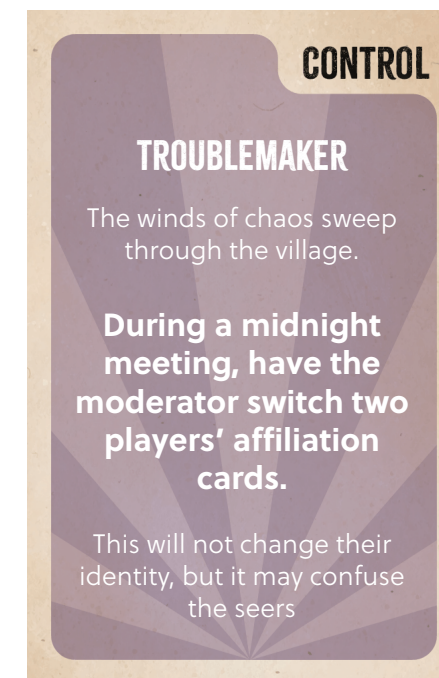 CONTROL
TROUBLEMAKER
The winds of chaos sweep
through the village.
During a midnight
meeting, have the
moderator switch two
players’ affiliation
cards.
This will not change their
identity, but it may confuse
the seers